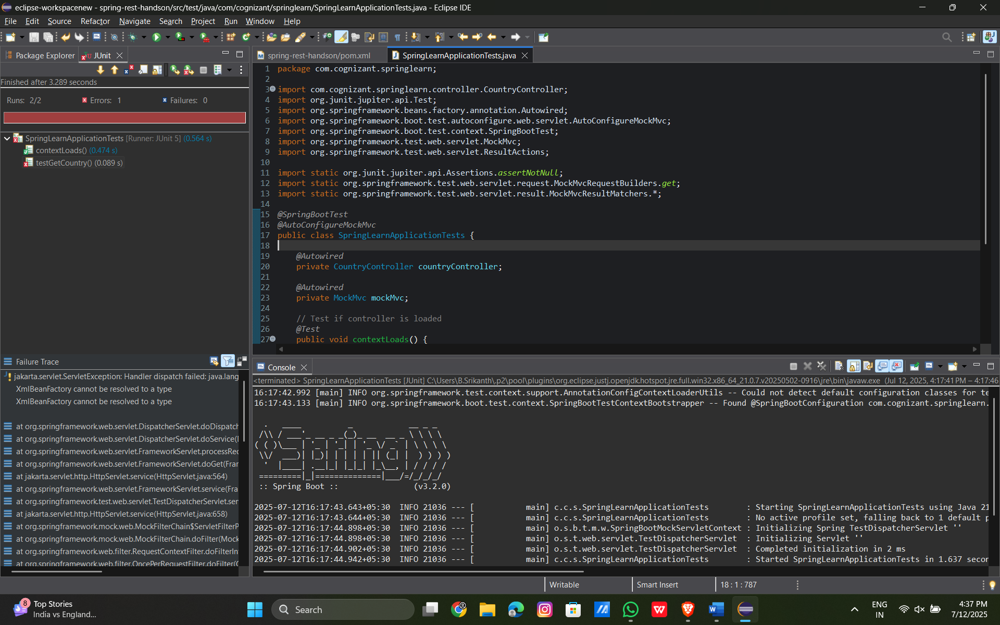 eclipse-workspacenew - spring-rest-handson/src/test/java/com/cognizant/springlearn/SpringLearnApplicationTests.java - Eclipse IDE
File Edit Source Refactor Navigate Search Project Run Window Help
Package Explorer JUnit
Finished after 3.289 seconds
Runs: 2/2 Errors: 1 Failures: 0
SpringLearnApplicationTests [Runner: JUnit 5] (0.564 s)
contextLoads() (0.474 s)
testGetCountry() (0.089 s)
spring-rest-handson/pom.xml SpringLearnApplicationTests.java
1 package com.cognizant.springlearn;
2
3 import com.cognizant.springlearn.controller.CountryController;
4 import org.junit.jupiter.api.Test;
5 import org.springframework.beans.factory.annotation.Autowired;
6 import org.springframework.boot.test.autoconfigure.web.servlet.AutoConfigureMockMvc;
7 import org.springframework.boot.test.context.SpringBootTest;
8 import org.springframework.test.web.servlet.MockMvc;
9 import org.springframework.test.web.servlet.ResultActions;
10
11 import static org.junit.jupiter.api.Assertions.assertNotNull;
12 import static org.springframework.test.web.servlet.request.MockMvcRequestBuilders.get;
13 import static org.springframework.test.web.servlet.result.MockMvcResultMatchers.*;
14
15 @SpringBootTest
16 @AutoConfigureMockMvc
17 public class SpringLearnApplicationTests {
18
19 @Autowired
20 private CountryController countryController;
21
22 @Autowired
23 private MockMvc mockMvc;
24
25 // Test if controller is loaded
26 @Test
27 public void contextLoads() {
Failure Trace
jakarta.servlet.ServletException: Handler dispatch failed: java.lang
XmlBeanFactory cannot be resolved to a type
XmlBeanFactory cannot be resolved to a type
at org.springframework.web.servlet.DispatcherServlet.doDispatch
at org.springframework.web.servlet.DispatcherServlet.doService(
at org.springframework.web.servlet.FrameworkServlet.processRe
at org.springframework.web.servlet.FrameworkServlet.doGet(Fra
at jakarta.servlet.http.HttpServlet.service(HttpServlet.java:564)
at org.springframework.web.servlet.FrameworkServlet.service(Fra
at org.springframework.test.web.servlet.TestDispatcherServlet.ser
at jakarta.servlet.http.HttpServlet.service(HttpServlet.java:658)
at org.springframework.mock.web.MockFilterChain$ServletFilterP
at org.springframework.mock.web.MockFilterChain.doFilter(Mock
at org.springframework.web.filter.RequestContextFilter.doFilterIn
at org.springframework.web.filter.OncePerRequestFilter.doFilter(
Console
<terminated> SpringLearnApplicationTests [JUnit] C:\Users\B.Srikanth\.p2\pool\plugins\org.eclipse.justj.openjdk.hotspot.jre.full.win32.x86_64_21.0.7.v20250502-0916\jre\bin\javaw.exe (Jul 12, 2025, 4:17:41 PM – 4:17:46
16:17:42.992 [main] INFO org.springframework.test.context.support.AnnotationConfigContextLoaderUtils -- Could not detect default configuration classes for te
16:17:43.133 [main] INFO org.springframework.boot.test.context.SpringBootTestContextBootstrapper -- Found @SpringBootConfiguration com.cognizant.springlearn.
Spring
:: Spring Boot :: (v3.2.0)
2025-07-12T16:17:43.643+05:30 INFO 21036 --- [ main] c.c.s.SpringLearnApplicationTests : Starting SpringLearnApplicationTests using Java 21
2025-07-12T16:17:43.644+05:30 INFO 21036 --- [ main] c.c.s.SpringLearnApplicationTests : No active profile set, falling back to 1 default p
2025-07-12T16:17:44.898+05:30 INFO 21036 --- [ main] o.s.b.t.m.w.SpringBootMockServletContext : Initializing Spring TestDispatcherServlet ''
2025-07-12T16:17:44.898+05:30 INFO 21036 --- [ main] o.s.t.web.servlet.TestDispatcherServlet : Initializing Servlet ''
2025-07-12T16:17:44.902+05:30 INFO 21036 --- [ main] o.s.t.web.servlet.TestDispatcherServlet : Completed initialization in 2 ms
2025-07-12T16:17:44.942+05:30 INFO 21036 --- [ main] c.c.s.SpringLearnApplicationTests : Started SpringLearnApplicationTests in 1.637 secon
Writable Smart Insert 18 : 1 : 787
8
Top Stories
India vs England...
Search
ENG
IN
4:37 PM
7/12/2025